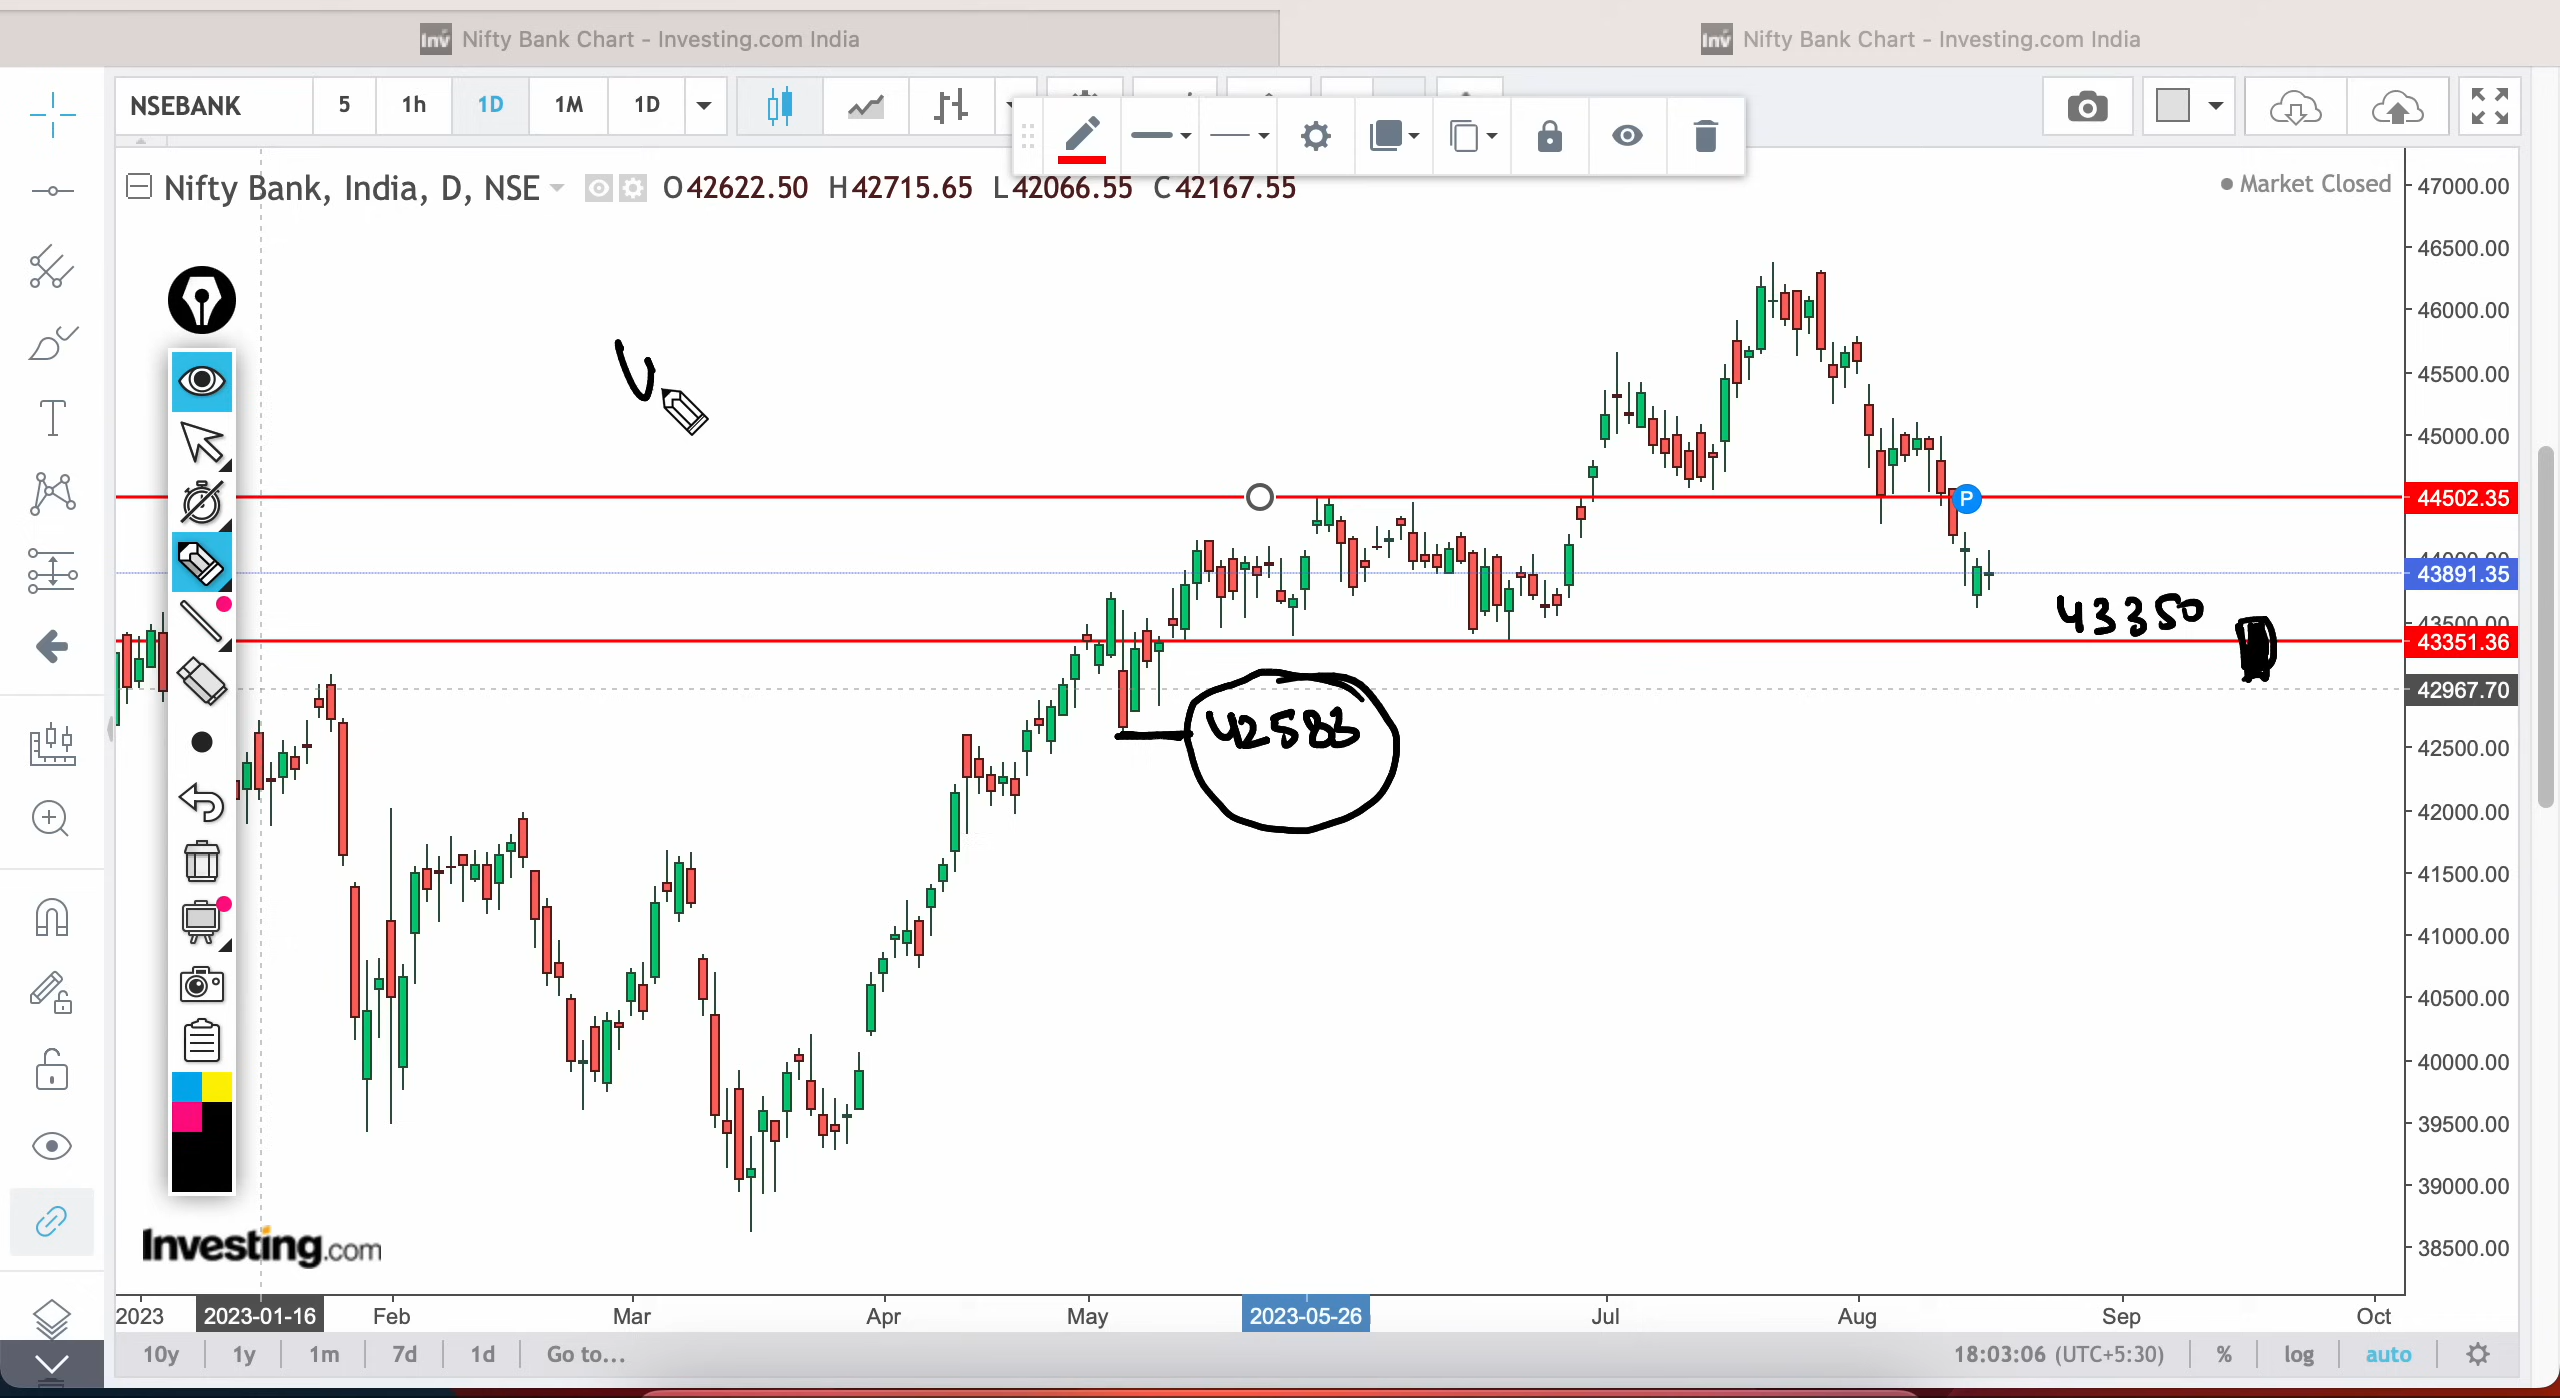 Inv Nifty Bank Chart - Investing.com India
Inv Nifty Bank Chart - Investing.com India
NSEBANK 5 1h 1D 1M 1D
Nifty Bank, India, D, NSE O42622.50 H42715.65 L42066.55 C42167.55
Market Closed
47000.00
46500.00
46000.00
45500.00
45000.00
P
44502.35
43891.35
43350
43351.36
42967.70
42583
42500.00
42000.00
41500.00
41000.00
40500.00
40000.00
39500.00
39000.00
38500.00
Investing.com
2023 2023-01-16 Feb Mar Apr May 2023-05-26 Jul Aug Sep Oct
10y 1y 1m 7d 1d Go to... 18:03:06 (UTC+5:30) % log auto